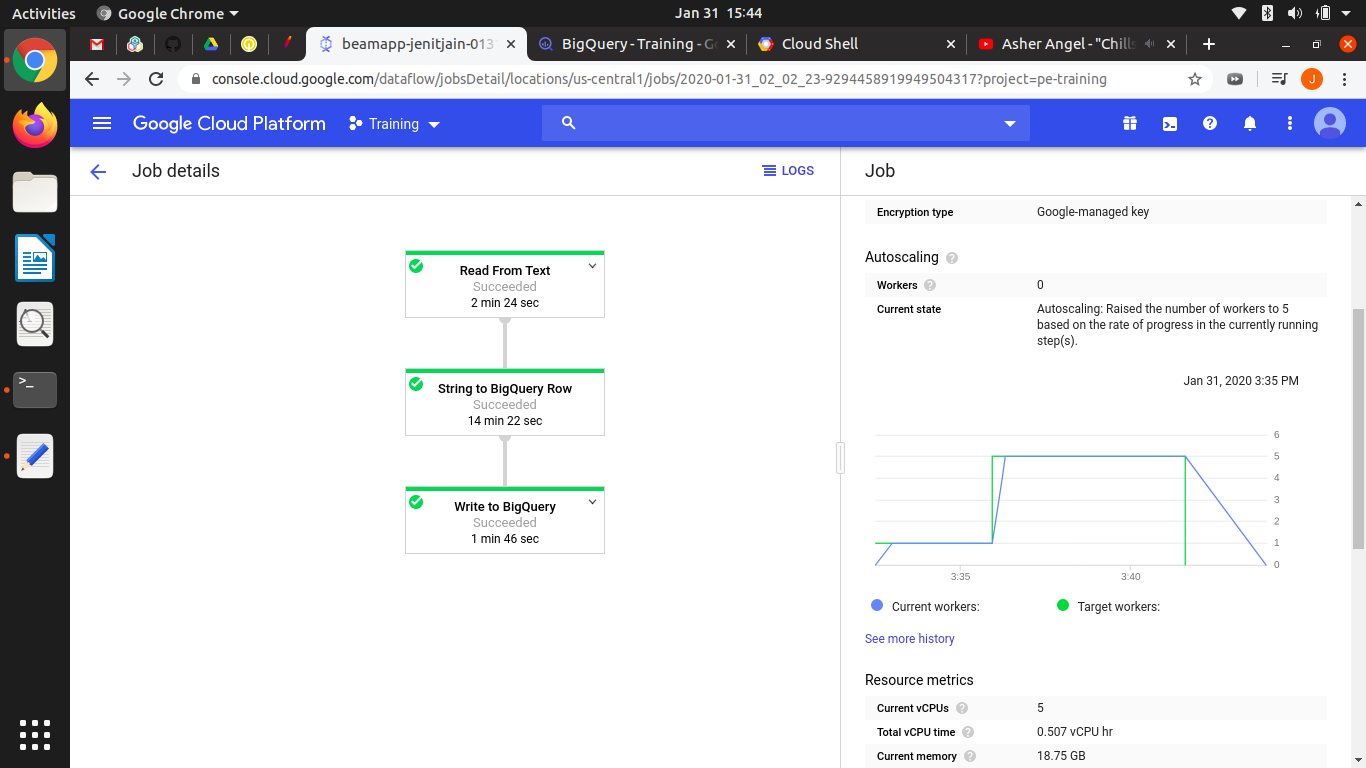 Activities
Google Chrome
Jan 31 15:44
beamapp-jenitjain-013
BigQuery - Training - G
Cloud Shell
Asher Angel - "Chills
console.cloud.google.com/dataflow/jobsDetail/locations/us-central1/jobs/2020-01-31_02_02_23-9294458919949504317?project=pe-training
J
Google Cloud Platform
Training
Job details
LOGS
Job
Read From Text
Succeeded
2 min 24 sec
String to BigQuery Row
Succeeded
14 min 22 sec
Write to BigQuery
Succeeded
1 min 46 sec
Encryption type Google-managed key
Autoscaling
Workers 0
Current state Autoscaling: Raised the number of workers to 5
based on the rate of progress in the currently running
step(s).
Jan 31, 2020 3:35 PM
6
5
4
3
2
1
0
3:35 3:40
Current workers: Target workers:
See more history
Resource metrics
Current vCPUs 5
Total vCPU time 0.507 vCPU hr
Current memory 18.75 GB